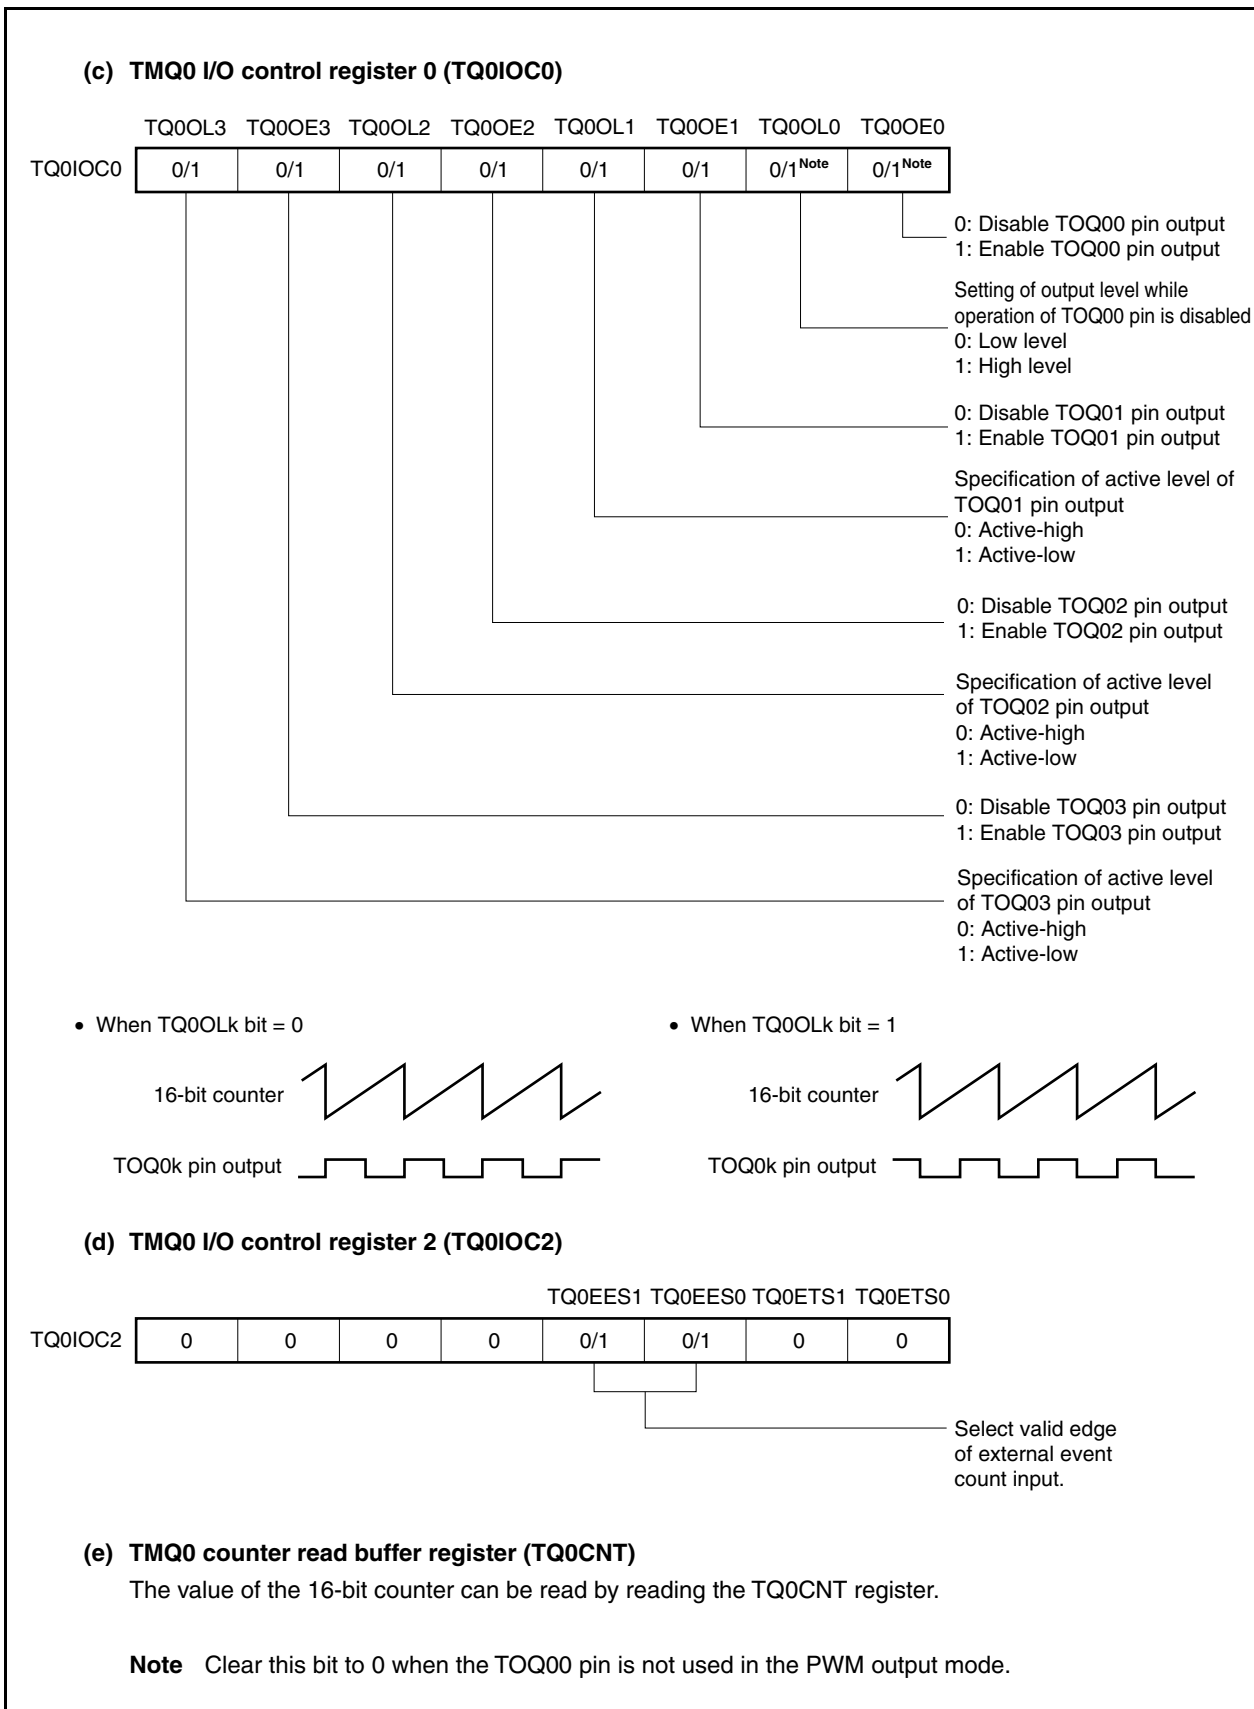 (c) TMQ0 I/O control register 0 (TQ0IOC0)
TQ0OL3 TQ0OE3 TQ0OL2 TQ0OE2 TQ0OL1 TQ0OE1 TQ0OL0 TQ0OE0
TQ0IOC0 0/1 0/1 0/1 0/1 0/1 0/1 0/1Note 0/1Note
0: Disable TOQ00 pin output
1: Enable TOQ00 pin output
Setting of output level while
operation of TOQ00 pin is disabled
0: Low level
1: High level
0: Disable TOQ01 pin output
1: Enable TOQ01 pin output
Specification of active level of
TOQ01 pin output
0: Active-high
1: Active-low
0: Disable TOQ02 pin output
1: Enable TOQ02 pin output
Specification of active level
of TOQ02 pin output
0: Active-high
1: Active-low
0: Disable TOQ03 pin output
1: Enable TOQ03 pin output
Specification of active level
of TOQ03 pin output
0: Active-high
1: Active-low
• When TQ0OLk bit = 0
16-bit counter
TOQ0k pin output
• When TQ0OLk bit = 1
16-bit counter
TOQ0k pin output
(d) TMQ0 I/O control register 2 (TQ0IOC2)
TQ0EES1 TQ0EES0 TQ0ETS1 TQ0ETS0
TQ0IOC2 0 0 0 0 0/1 0/1 0 0
Select valid edge
of external event
count input.
(e) TMQ0 counter read buffer register (TQ0CNT)
The value of the 16-bit counter can be read by reading the TQ0CNT register.
Note Clear this bit to 0 when the TOQ00 pin is not used in the PWM output mode.